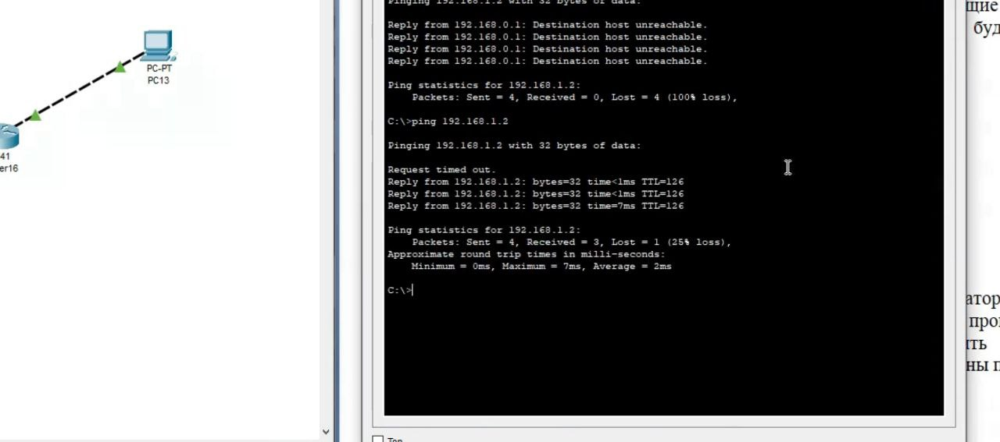 PC-PT
PC13
41
er16
Pinging 192.168.1.2 with 32 bytes of data:
Reply from 192.168.0.1: Destination host unreachable.
Reply from 192.168.0.1: Destination host unreachable.
Reply from 192.168.0.1: Destination host unreachable.
Reply from 192.168.0.1: Destination host unreachable.
Ping statistics for 192.168.1.2:
Packets: Sent = 4, Received = 0, Lost = 4 (100% loss),
C:\>ping 192.168.1.2
Pinging 192.168.1.2 with 32 bytes of data:
Request timed out.
Reply from 192.168.1.2: bytes=32 time<1ms TTL=126
Reply from 192.168.1.2: bytes=32 time<1ms TTL=126
Reply from 192.168.1.2: bytes=32 time=7ms TTL=126
Ping statistics for 192.168.1.2:
Packets: Sent = 4, Received = 3, Lost = 1 (25% loss),
Approximate round trip times in milli-seconds:
Minimum = 0ms, Maximum = 7ms, Average = 2ms
C:\>
Top
щие
буд
атор
про
ить
ны п